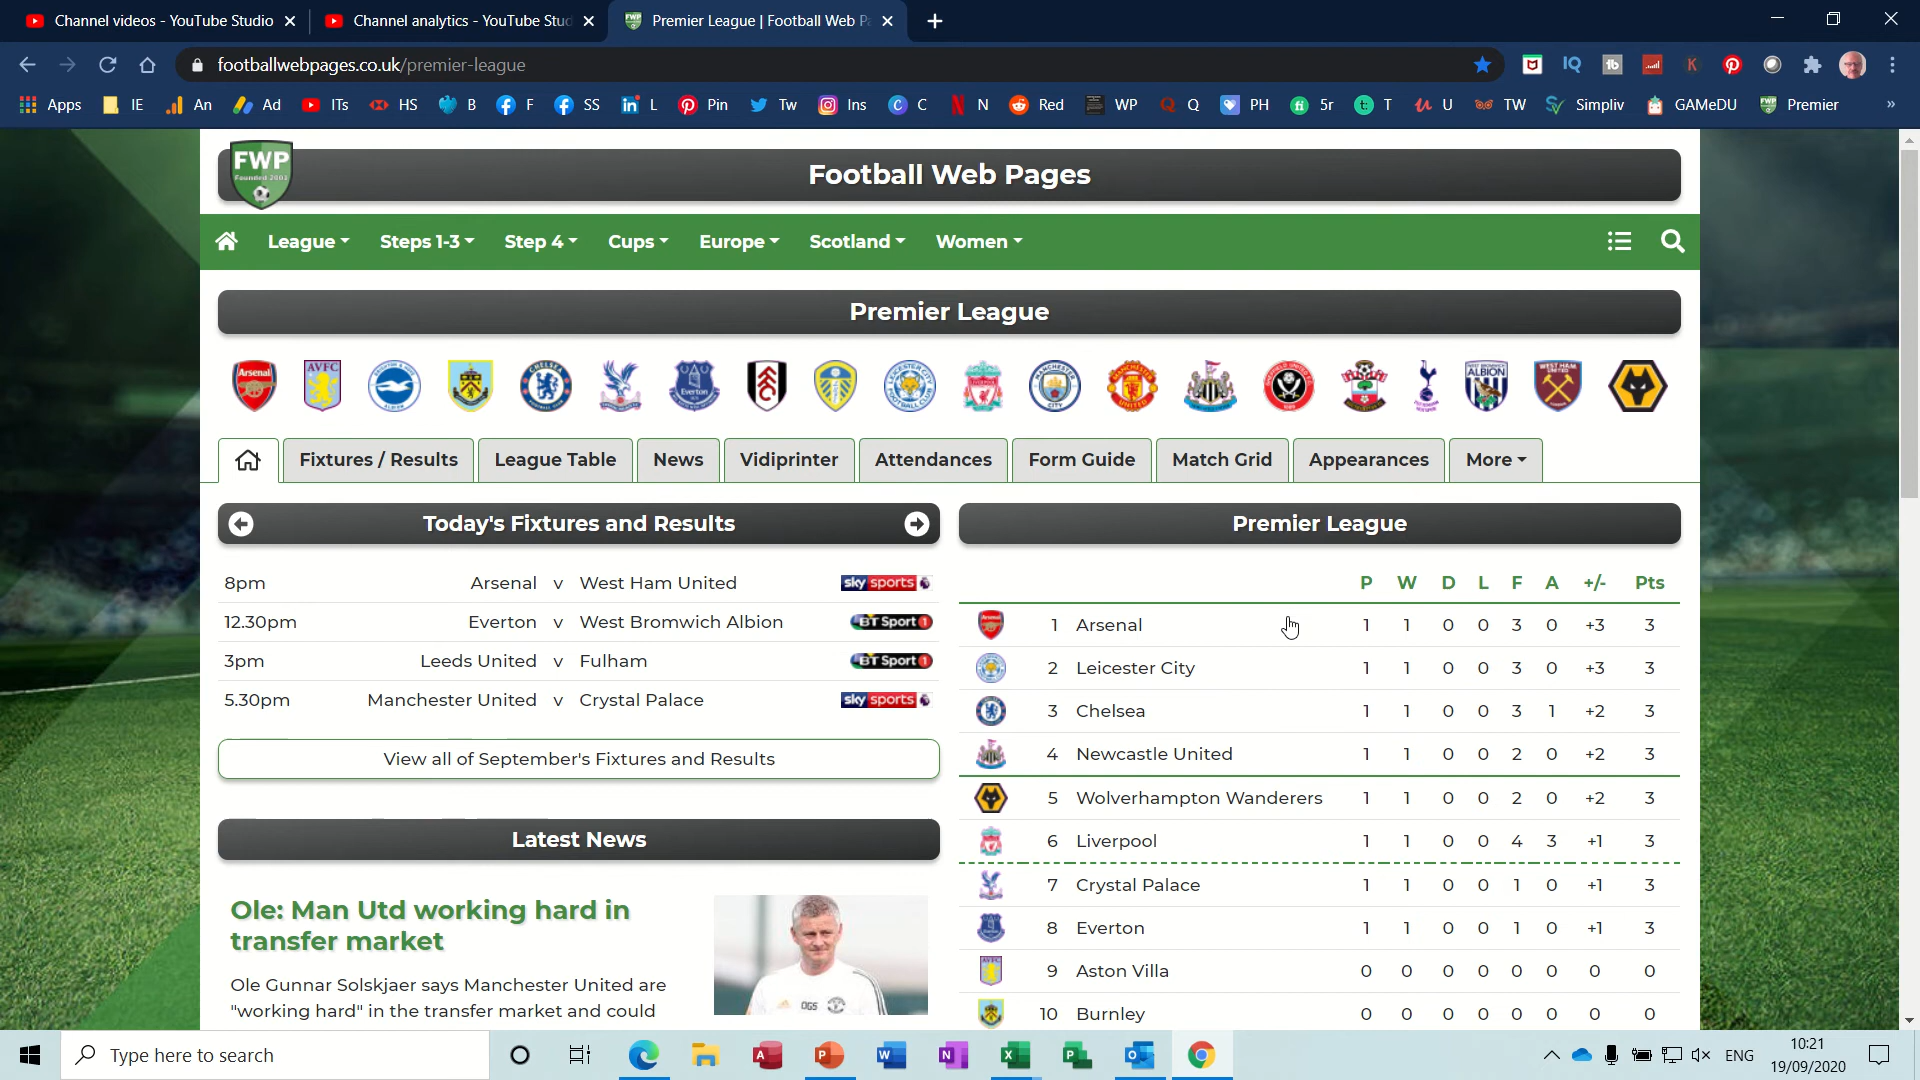 Channel videos - YouTube Studio
Channel analytics - YouTube Stud
Premier League | Football Web Pa
footballwebpages.co.uk/premier-league
Apps IE An Ad ITs HS B F SS L Pin Tw Ins C N Red WP Q PH 5r T U TW Simpliv GAMeDU Premier »
FWP
Founded 2003
Football Web Pages
League Steps 1-3 Step 4 Cups Europe Scotland Women
Premier League
Fixtures / Results League Table News Vidiprinter Attendances Form Guide Match Grid Appearances More
Today's Fixtures and Results
8pm Arsenal v West Ham United sky sports
12.30pm Everton v West Bromwich Albion BT Sport 1
3pm Leeds United v Fulham BT Sport 1
5.30pm Manchester United v Crystal Palace sky sports
View all of September's Fixtures and Results
Latest News
Ole: Man Utd working hard in
transfer market
Ole Gunnar Solskjaer says Manchester United are
"working hard" in the transfer market and could
Premier League
P W D L F A +/- Pts
1 Arsenal 1 1 0 0 3 0 +3 3
2 Leicester City 1 1 0 0 3 0 +3 3
3 Chelsea 1 1 0 0 3 1 +2 3
4 Newcastle United 1 1 0 0 2 0 +2 3
5 Wolverhampton Wanderers 1 1 0 0 2 0 +2 3
6 Liverpool 1 1 0 0 4 3 +1 3
7 Crystal Palace 1 1 0 0 1 0 +1 3
8 Everton 1 1 0 0 1 0 +1 3
9 Aston Villa 0 0 0 0 0 0 0 0
10 Burnley 0 0 0 0 0 0 0 0
Type here to search
ENG
10:21
19/09/2020